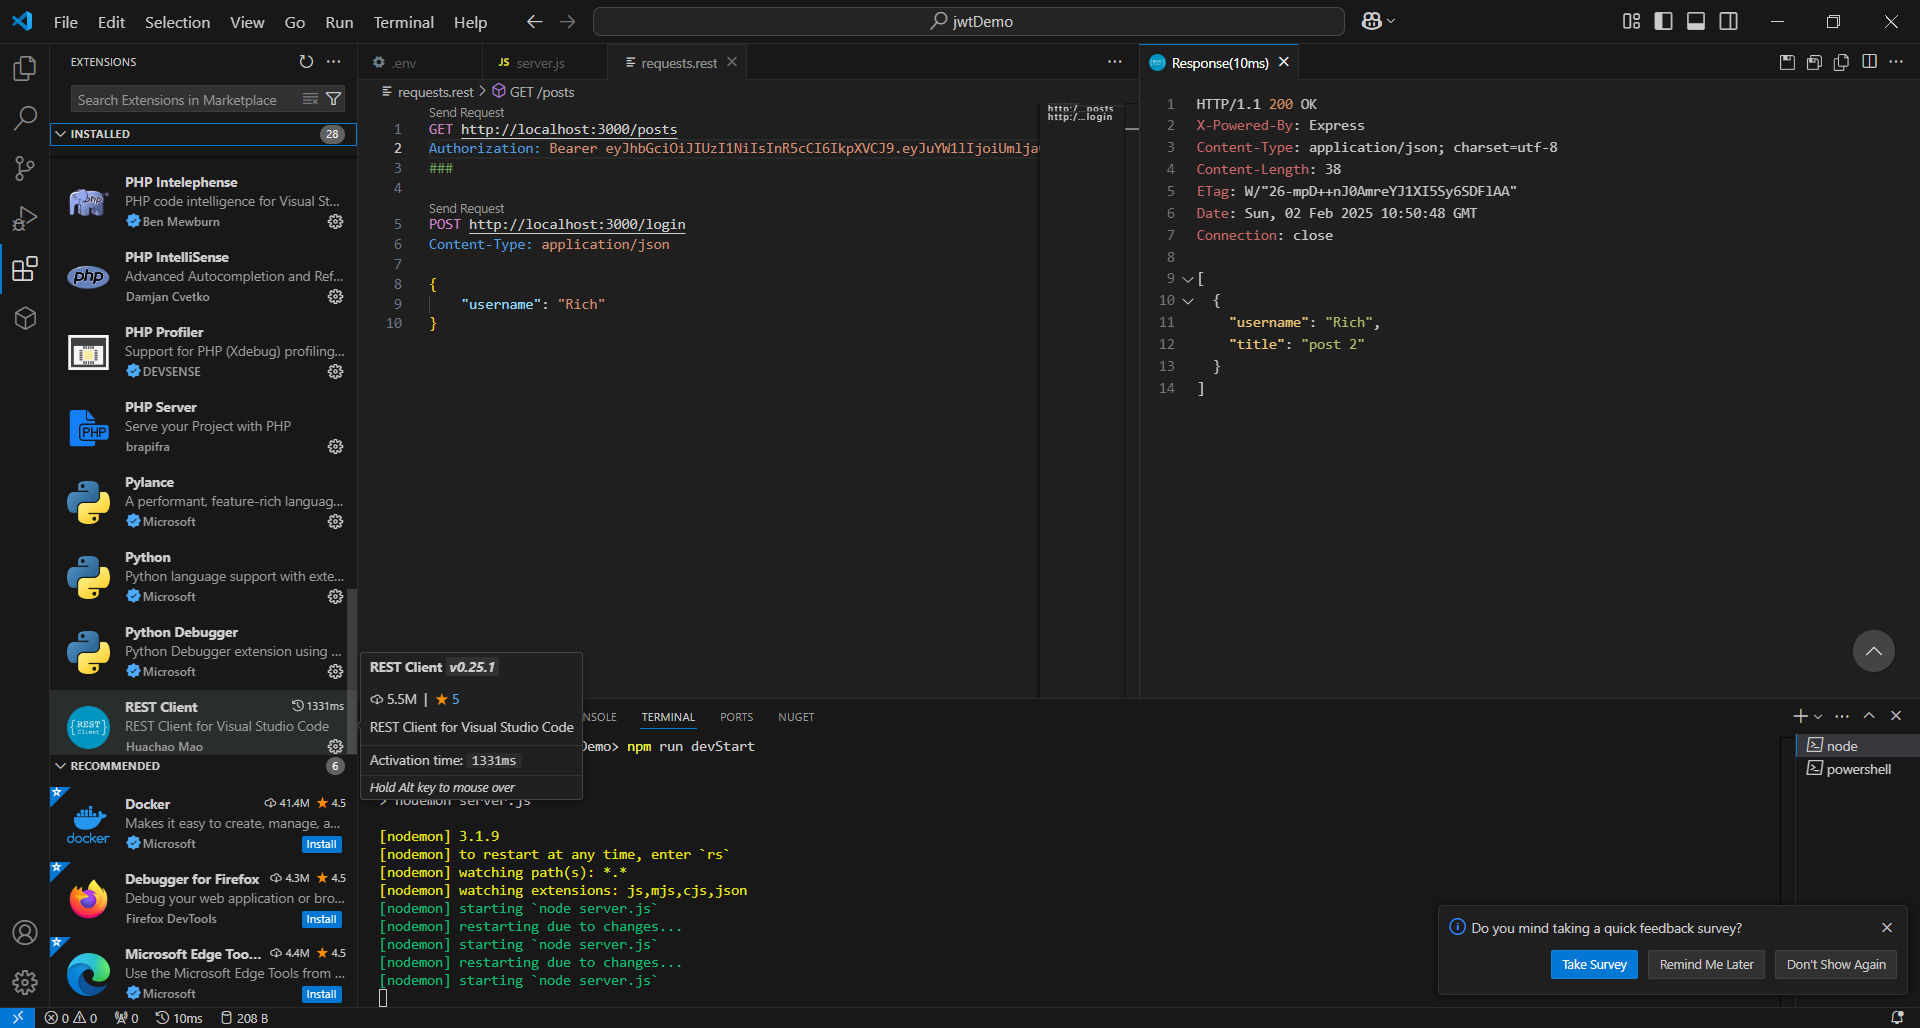 File Edit Selection View Go Run Terminal Help
jwtDemo
EXTENSIONS
Search Extensions in Marketplace
INSTALLED 28
PHP Intelephense
PHP code intelligence for Visual St...
Ben Mewburn
PHP IntelliSense
Advanced Autocompletion and Ref...
Damjan Cvetko
PHP Profiler
Support for PHP (Xdebug) profiling...
DEVSENSE
PHP Server
Serve your Project with PHP
brapifra
Pylance
A performant, feature-rich languag...
Microsoft
Python
Python language support with exte...
Microsoft
Python Debugger
Python Debugger extension using ...
Microsoft
REST Client 1331ms
REST Client for Visual Studio Code
Huachao Mao
RECOMMENDED 6
Docker 41.4M 4.5
Makes it easy to create, manage, a...
Microsoft Install
Debugger for Firefox 4.3M 4.5
Debug your web application or bro...
Firefox DevTools Install
Microsoft Edge Too... 4.4M 4.5
Use the Microsoft Edge Tools from ...
Microsoft Install
.env JS server.js requests.rest
requests.rest > GET /posts
Send Request
1 GET http://localhost:3000/posts
2 Authorization: Bearer eyJhbGciOiJIUzI1NiIsInR5cCI6IkpXVCJ9.eyJuYW1lIjoiUmlja
3 ###
4
Send Request
5 POST http://localhost:3000/login
6 Content-Type: application/json
7
8 {
9 "username": "Rich"
10 }
http:/...posts
http:/...login
Response(10ms)
1 HTTP/1.1 200 OK
2 X-Powered-By: Express
3 Content-Type: application/json; charset=utf-8
4 Content-Length: 38
5 ETag: W/"26-mpD++nJ0AmreYJ1XI5Sy6SDFlAA"
6 Date: Sun, 02 Feb 2025 10:50:48 GMT
7 Connection: close
8
9 [
10 {
11 "username": "Rich",
12 "title": "post 2"
13 }
14 ]
REST Client v0.25.1
5.5M | 5
REST Client for Visual Studio Code
Activation time: 1331ms
Hold Alt key to mouse over
NSOLE TERMINAL PORTS NUGET
Demo> npm run devStart
> nodemon server.js
[nodemon] 3.1.9
[nodemon] to restart at any time, enter `rs`
[nodemon] watching path(s): *.*
[nodemon] watching extensions: js,mjs,cjs,json
[nodemon] starting `node server.js`
[nodemon] restarting due to changes...
[nodemon] starting `node server.js`
[nodemon] restarting due to changes...
[nodemon] starting `node server.js`
node
powershell
Do you mind taking a quick feedback survey?
Take Survey Remind Me Later Don't Show Again
0 0 0 10ms 208 B